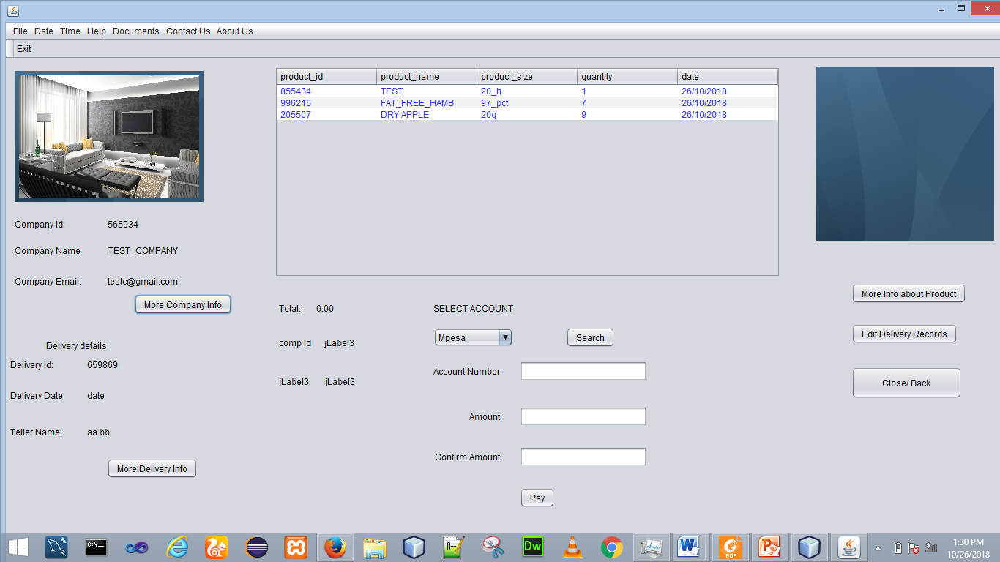 File Date Time Help Documents Contact Us About Us
Exit
product_id product_name producr_size quantity date
855434 TEST 20_h 1 26/10/2018
996216 FAT_FREE_HAMB 97_pct 7 26/10/2018
205507 DRY APPLE 20g 9 26/10/2018
Company Id: 565934
Company Name TEST_COMPANY
Company Email: testc@gmail.com
More Company Info
Delivery details
Delivery Id: 659869
Delivery Date date
Teller Name: aa bb
More Delivery Info
Total: 0.00
comp Id jLabel3
jLabel3 jLabel3
SELECT ACCOUNT
Mpesa Search
Account Number
Amount
Confirm Amount
Pay
More Info about Product
Edit Delivery Records
Close/ Back
C:\_
n++
Dw
W
PDF
P
1:30 PM
10/26/2018